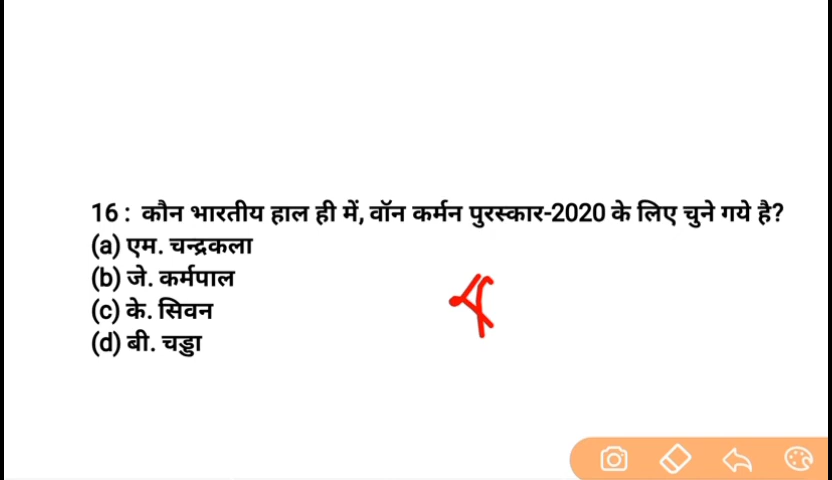 16 : कौन भारतीय हाल ही में, वॉन कर्मन पुरस्कार-2020 के लिए चुने गये है?
(a) एम. चन्द्रकला
(b) जे. कर्मपाल
(c) के. सिवन
(d) बी. चड्डा